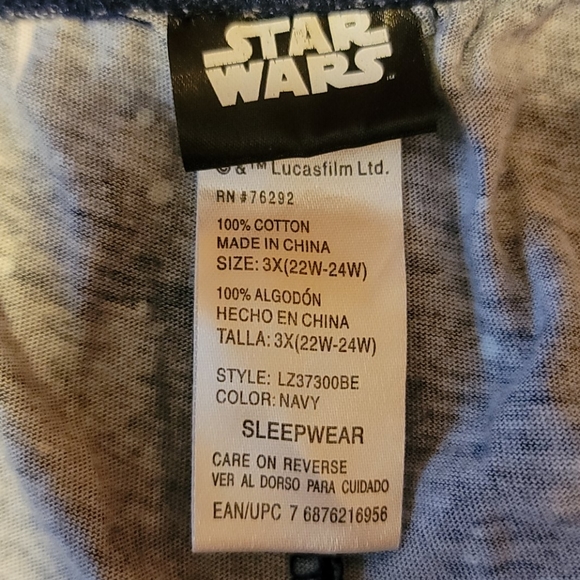 STAR
WARS
© & ™ Lucasfilm Ltd.
RN #76292
100% COTTON
MADE IN CHINA
SIZE: 3X(22W-24W)
100% ALGODÓN
HECHO EN CHINA
TALLA: 3X(22W-24W)
STYLE: LZ37300BE
COLOR: NAVY
SLEEPWEAR
CARE ON REVERSE
VER AL DORSO PARA CUIDADO
EAN/UPC 7 6876216956